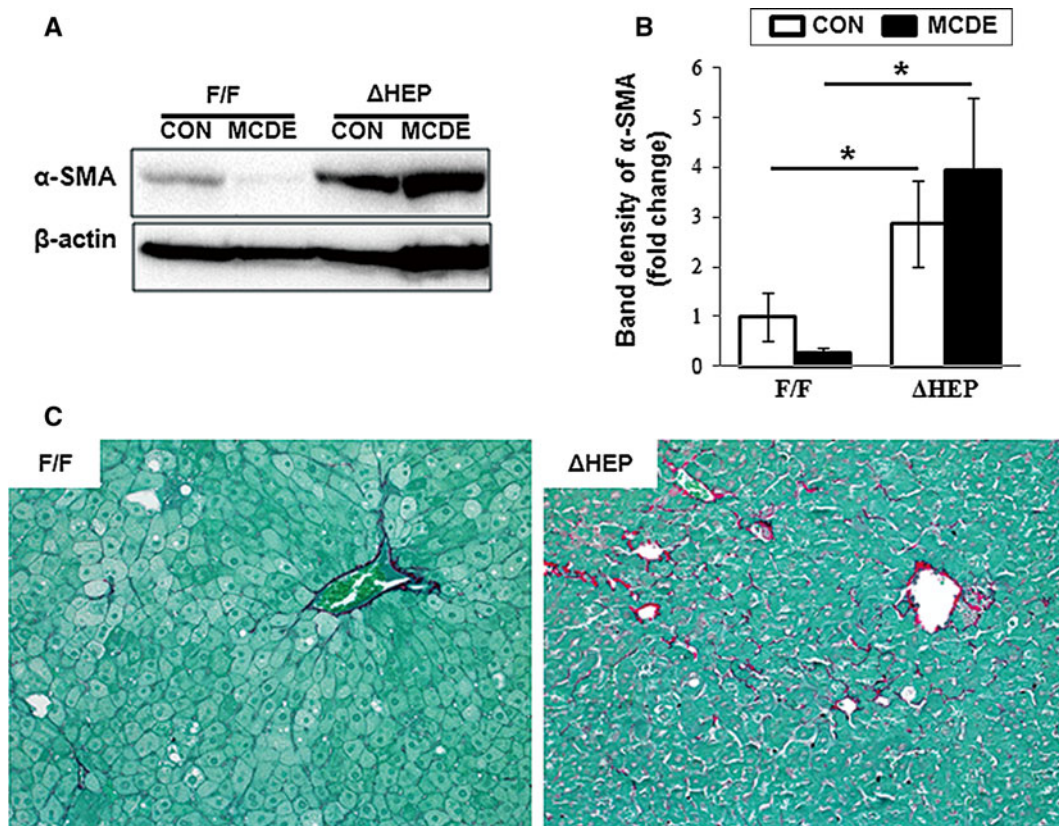 A
F/F ΔHEP
CON MCDE CON MCDE
α-SMA
β-actin
B
CON MCDE
Band density of α-SMA
(fold change)
6
5
4
3
2
1
0
*
*
F/F ΔHEP
C
F/F ΔHEP